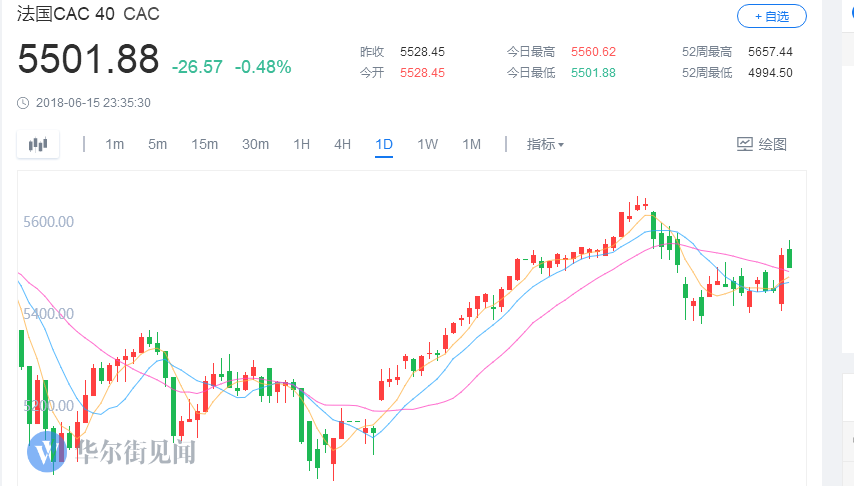 法国CAC 40 CAC
+ 自选
5501.88 -26.57 -0.48%
昨收 5528.45 今日最高 5560.62 52周最高 5657.44
今开 5528.45 今日最低 5501.88 52周最低 4994.50
2018-06-15 23:35:30
1m 5m 15m 30m 1H 4H 1D 1W 1M 指标 绘图
5600.00
5400.00
5200.00
W 华尔街见闻